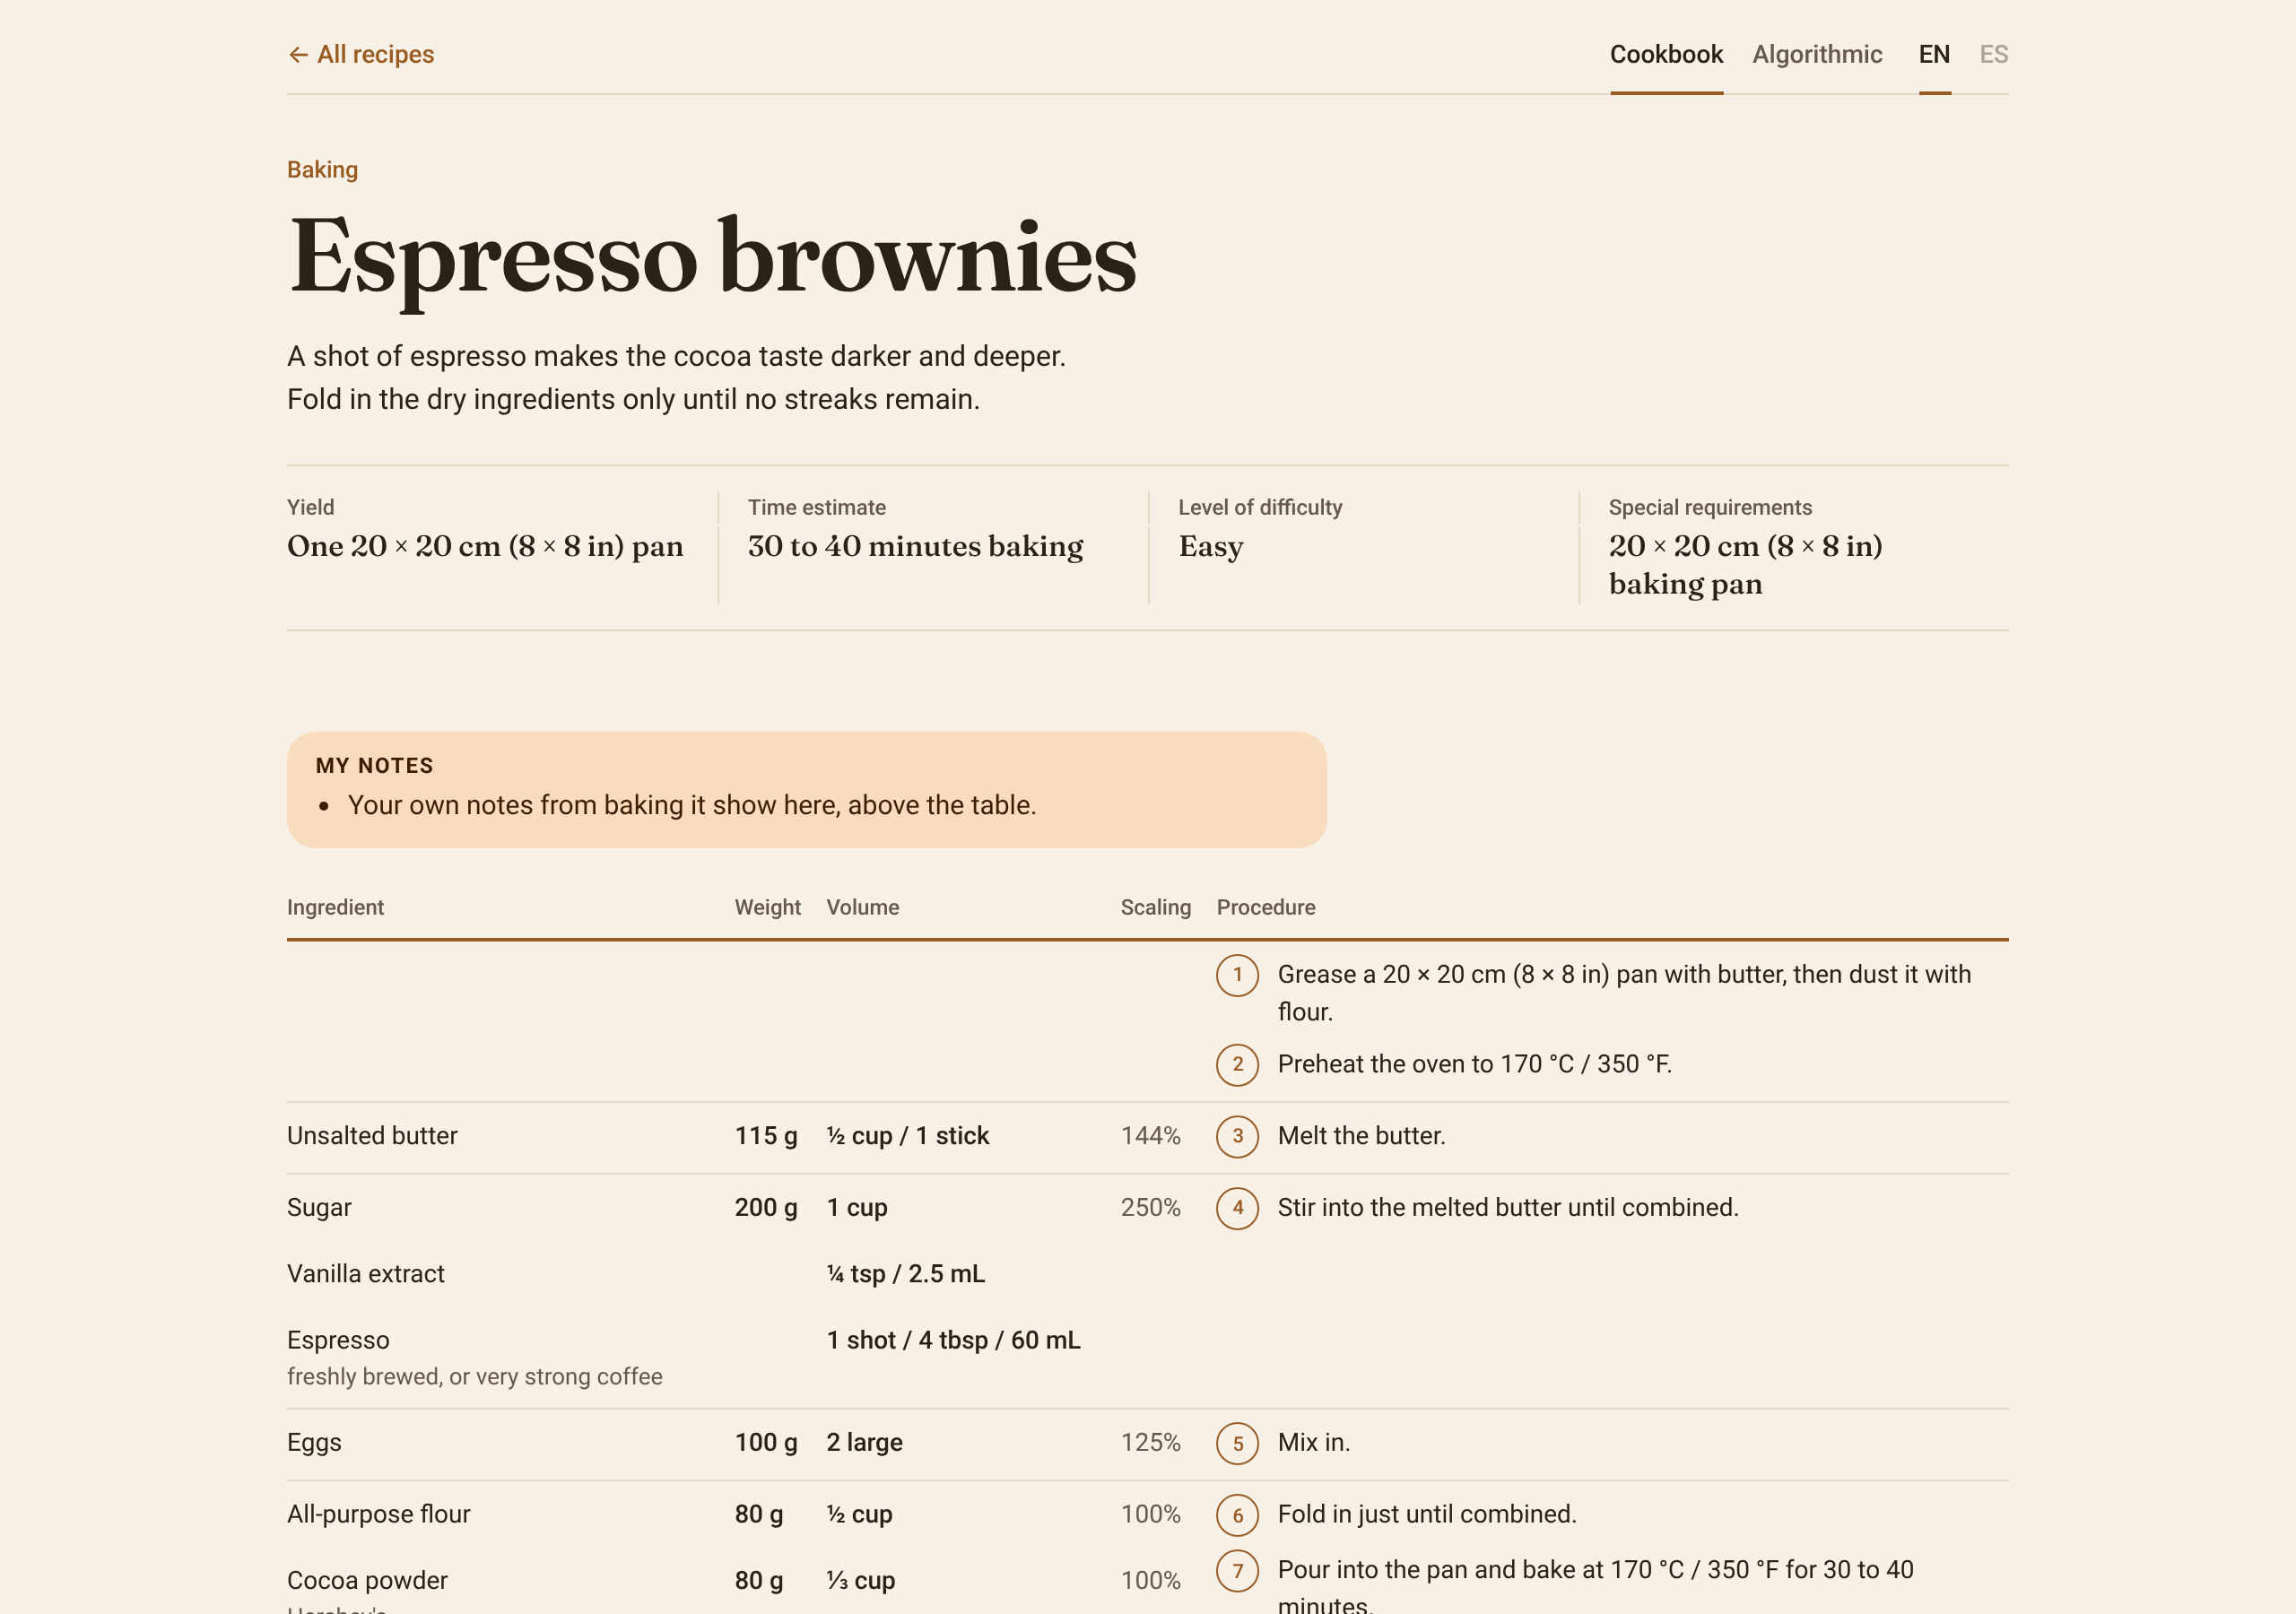 ← All recipes
Cookbook Algorithmic EN ES
Baking
Espresso brownies
A shot of espresso makes the cocoa taste darker and deeper.
Fold in the dry ingredients only until no streaks remain.
Yield
One 20 × 20 cm (8 × 8 in) pan
Time estimate
30 to 40 minutes baking
Level of difficulty
Easy
Special requirements
20 × 20 cm (8 × 8 in)
baking pan
MY NOTES
• Your own notes from baking it show here, above the table.
Ingredient Weight Volume Scaling Procedure
1 Grease a 20 × 20 cm (8 × 8 in) pan with butter, then dust it with
flour.
2 Preheat the oven to 170 °C / 350 °F.
Unsalted butter 115 g ½ cup / 1 stick 144% 3 Melt the butter.
Sugar 200 g 1 cup 250% 4 Stir into the melted butter until combined.
Vanilla extract ¼ tsp / 2.5 mL
Espresso 1 shot / 4 tbsp / 60 mL
freshly brewed, or very strong coffee
Eggs 100 g 2 large 125% 5 Mix in.
All-purpose flour 80 g ½ cup 100% 6 Fold in just until combined.
Cocoa powder 80 g ⅓ cup 100% 7 Pour into the pan and bake at 170 °C / 350 °F for 30 to 40
Hershey's minutes.